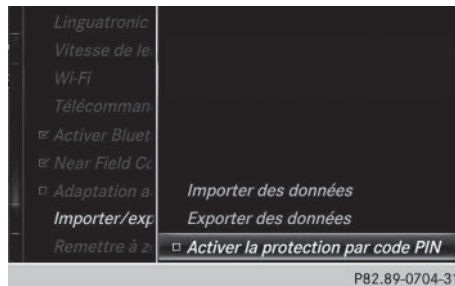 Linguatronic
Vitesse de le
Wi-Fi
Télécomman
Activer Bluet
Near Field Co
Adaptation a
Importer/exp
Remettre à z
Importer des données
Exporter des données
Activer la protection par code PIN
P82.89-0704-31